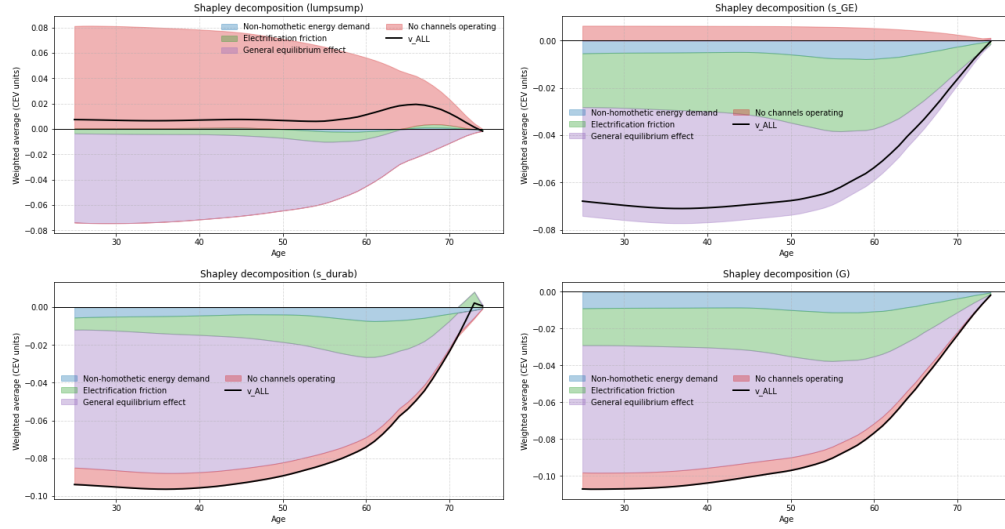 Shapley decomposition (lumpsump)
Non-homothetic energy demand
No channels operating
Electrification friction
v_ALL
General equilibrium effect
Weighted average (CEV units)
0.08
0.06
0.04
0.02
0.00
−0.02
−0.04
−0.06
−0.08
30 40 50 60 70
Age
Shapley decomposition (s_GE)
Non-homothetic energy demand
No channels operating
Electrification friction
v_ALL
General equilibrium effect
Weighted average (CEV units)
0.00
−0.02
−0.04
−0.06
−0.08
30 40 50 60 70
Age
Shapley decomposition (s_durab)
Non-homothetic energy demand
No channels operating
Electrification friction
v_ALL
General equilibrium effect
Weighted average (CEV units)
0.00
−0.02
−0.04
−0.06
−0.08
−0.10
30 40 50 60 70
Age
Shapley decomposition (G)
Non-homothetic energy demand
No channels operating
Electrification friction
v_ALL
General equilibrium effect
Weighted average (CEV units)
0.00
−0.02
−0.04
−0.06
−0.08
−0.10
30 40 50 60 70
Age